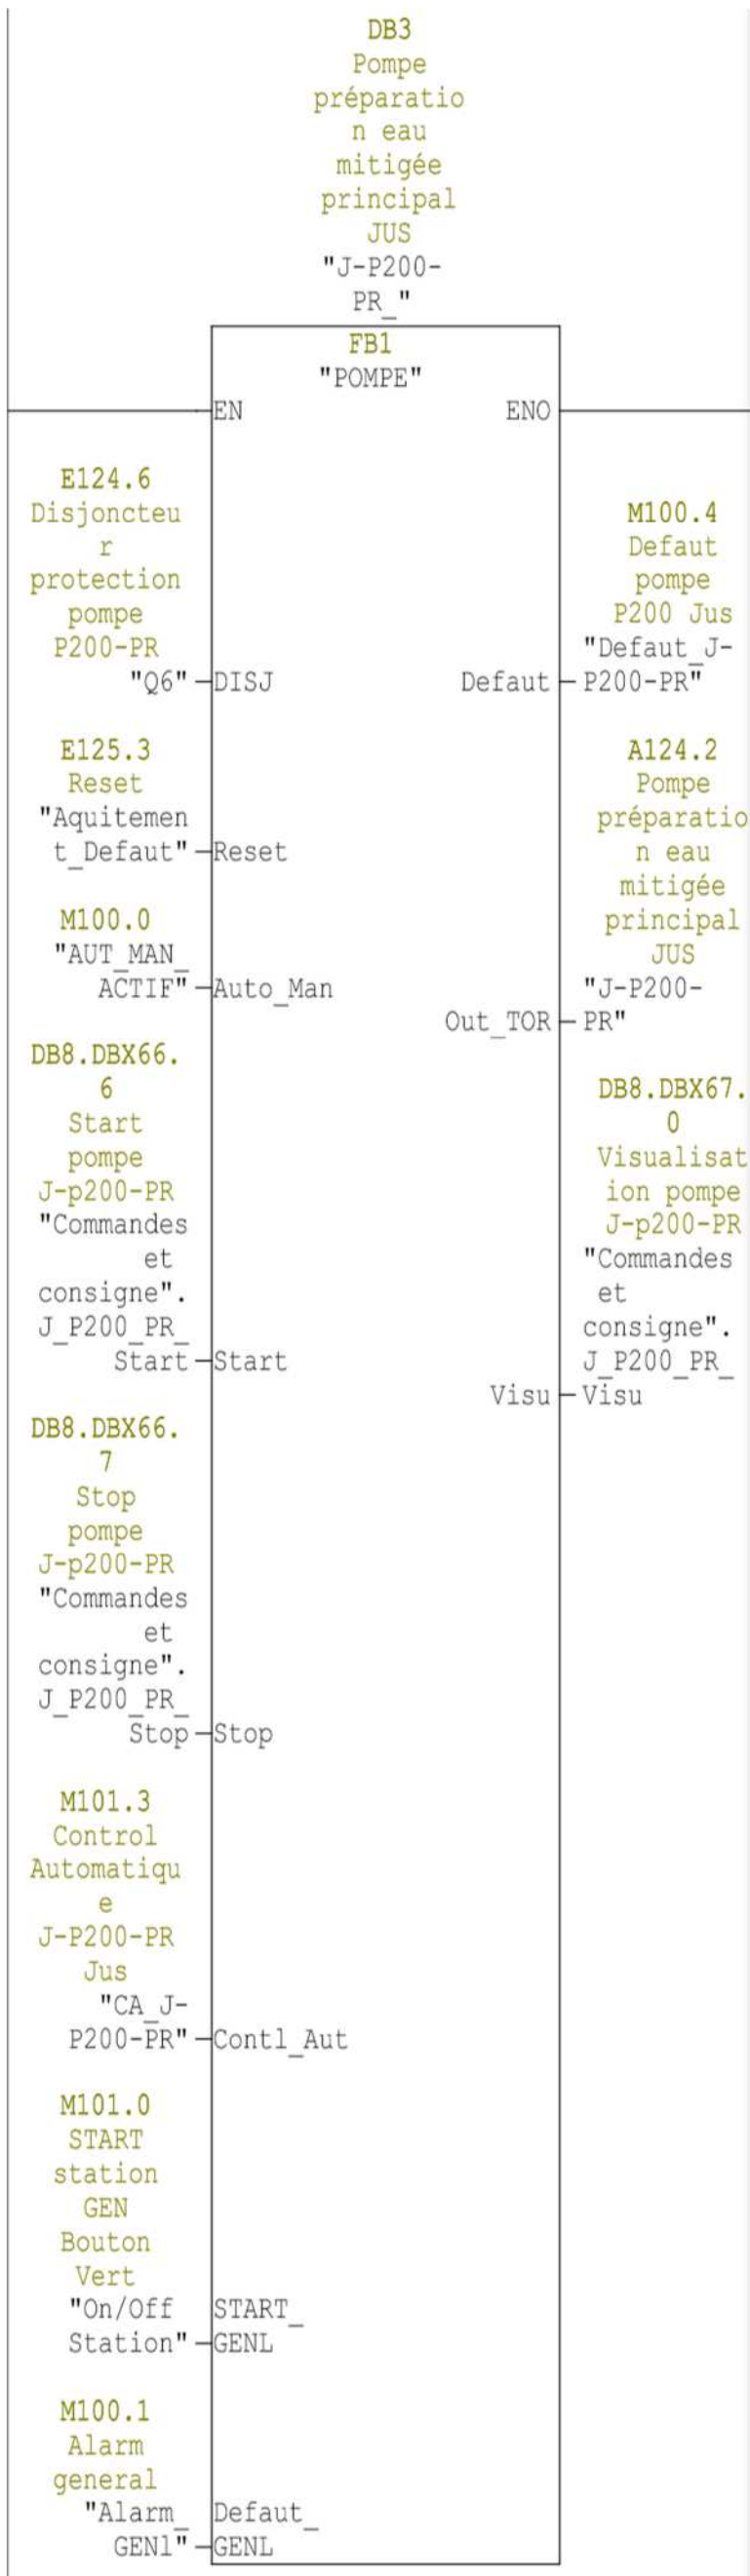 DB3
Pompe
préparatio
n eau
mitigée
principal
JUS
"J-P200-
PR_"
FB1
"POMPE"
EN
ENO
E124.6
Disjoncteu
r
protection
pompe
P200-PR
"Q6"
DISJ
E125.3
Reset
"Aquitemen
t_Defaut"
Reset
M100.0
"AUT_MAN_
ACTIF"
Auto_Man
DB8.DBX66.
6
Start
pompe
J-p200-PR
"Commandes
et
consigne".
J_P200_PR_
Start
Start
DB8.DBX66.
7
Stop
pompe
J-p200-PR
"Commandes
et
consigne".
J_P200_PR_
Stop
Stop
M101.3
Control
Automatiqu
e
J-P200-PR
Jus
"CA_J-
P200-PR"
Contl_Aut
M101.0
START
station
GEN
Bouton
Vert
"On/Off
Station"
START_
GENL
M100.1
Alarm
general
"Alarm_
GENl"
Defaut_
GENL
M100.4
Defaut
pompe
P200 Jus
"Defaut_J-
P200-PR"
Defaut
A124.2
Pompe
préparatio
n eau
mitigée
principal
JUS
"J-P200-
PR"
Out_TOR
DB8.DBX67.
0
Visualisat
ion pompe
J-p200-PR
"Commandes
et
consigne".
J_P200_PR_
Visu
Visu